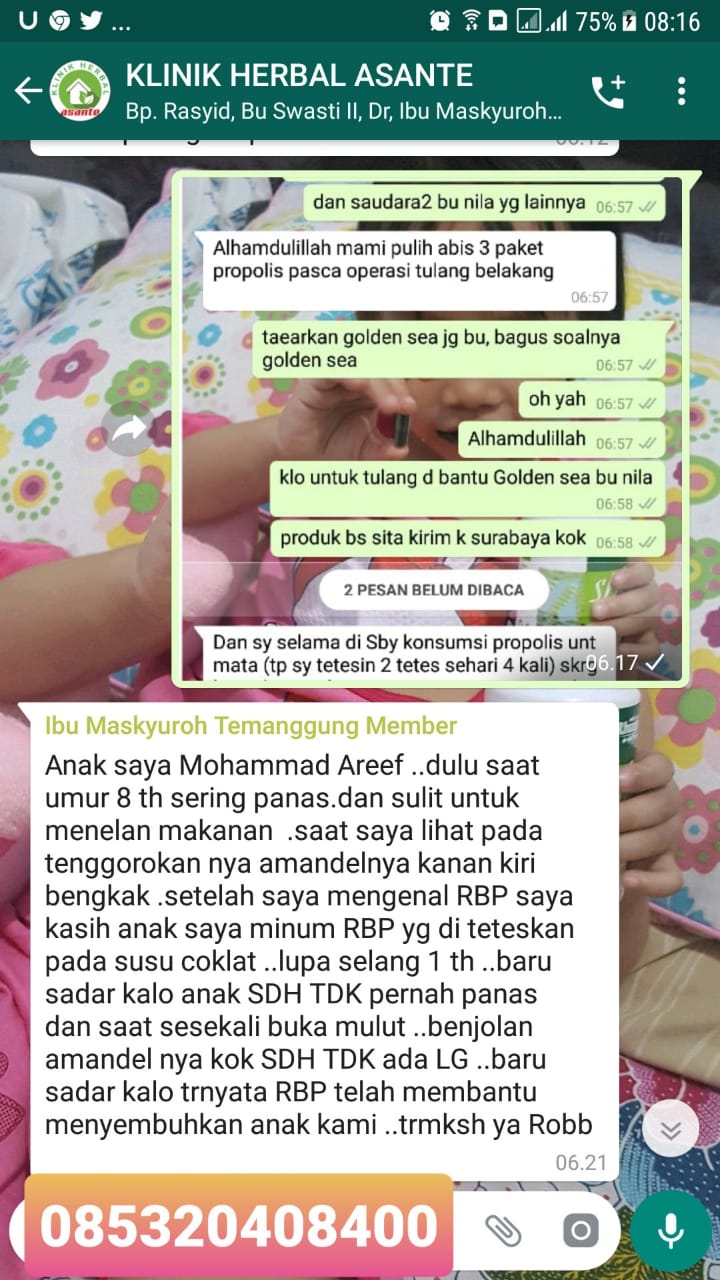 U ...
75% 08:16
KLINIK HERBAL ASANTE
Bp. Rasyid, Bu Swasti II, Dr, Ibu Maskyuroh...
KLINIK HERBAL
asante
06.12
dan saudara2 bu nila yg lainnya 06:57
Alhamdulillah mami pulih abis 3 paket
propolis pasca operasi tulang belakang
06:57
taearkan golden sea jg bu, bagus soalnya
golden sea 06:57
oh yah 06:57
Alhamdulillah 06:57
klo untuk tulang d bantu Golden sea bu nila
06:58
produk bs sita kirim k surabaya kok 06:58
2 PESAN BELUM DIBACA
Dan sy selama di Sby konsumsi propolis unt
mata (tp sy tetesin 2 tetes sehari 4 kali) skrg
06.17
Ibu Maskyuroh Temanggung Member
Anak saya Mohammad Areef ..dulu saat
umur 8 th sering panas.dan sulit untuk
menelan makanan .saat saya lihat pada
tenggorokan nya amandelnya kanan kiri
bengkak .setelah saya mengenal RBP saya
kasih anak saya minum RBP yg di teteskan
pada susu coklat ..lupa selang 1 th ..baru
sadar kalo anak SDH TDK pernah panas
dan saat sesekali buka mulut ..benjolan
amandel nya kok SDH TDK ada LG ..baru
sadar kalo trnyata RBP telah membantu
menyembuhkan anak kami ..trmksh ya Robb
06.21
085320408400